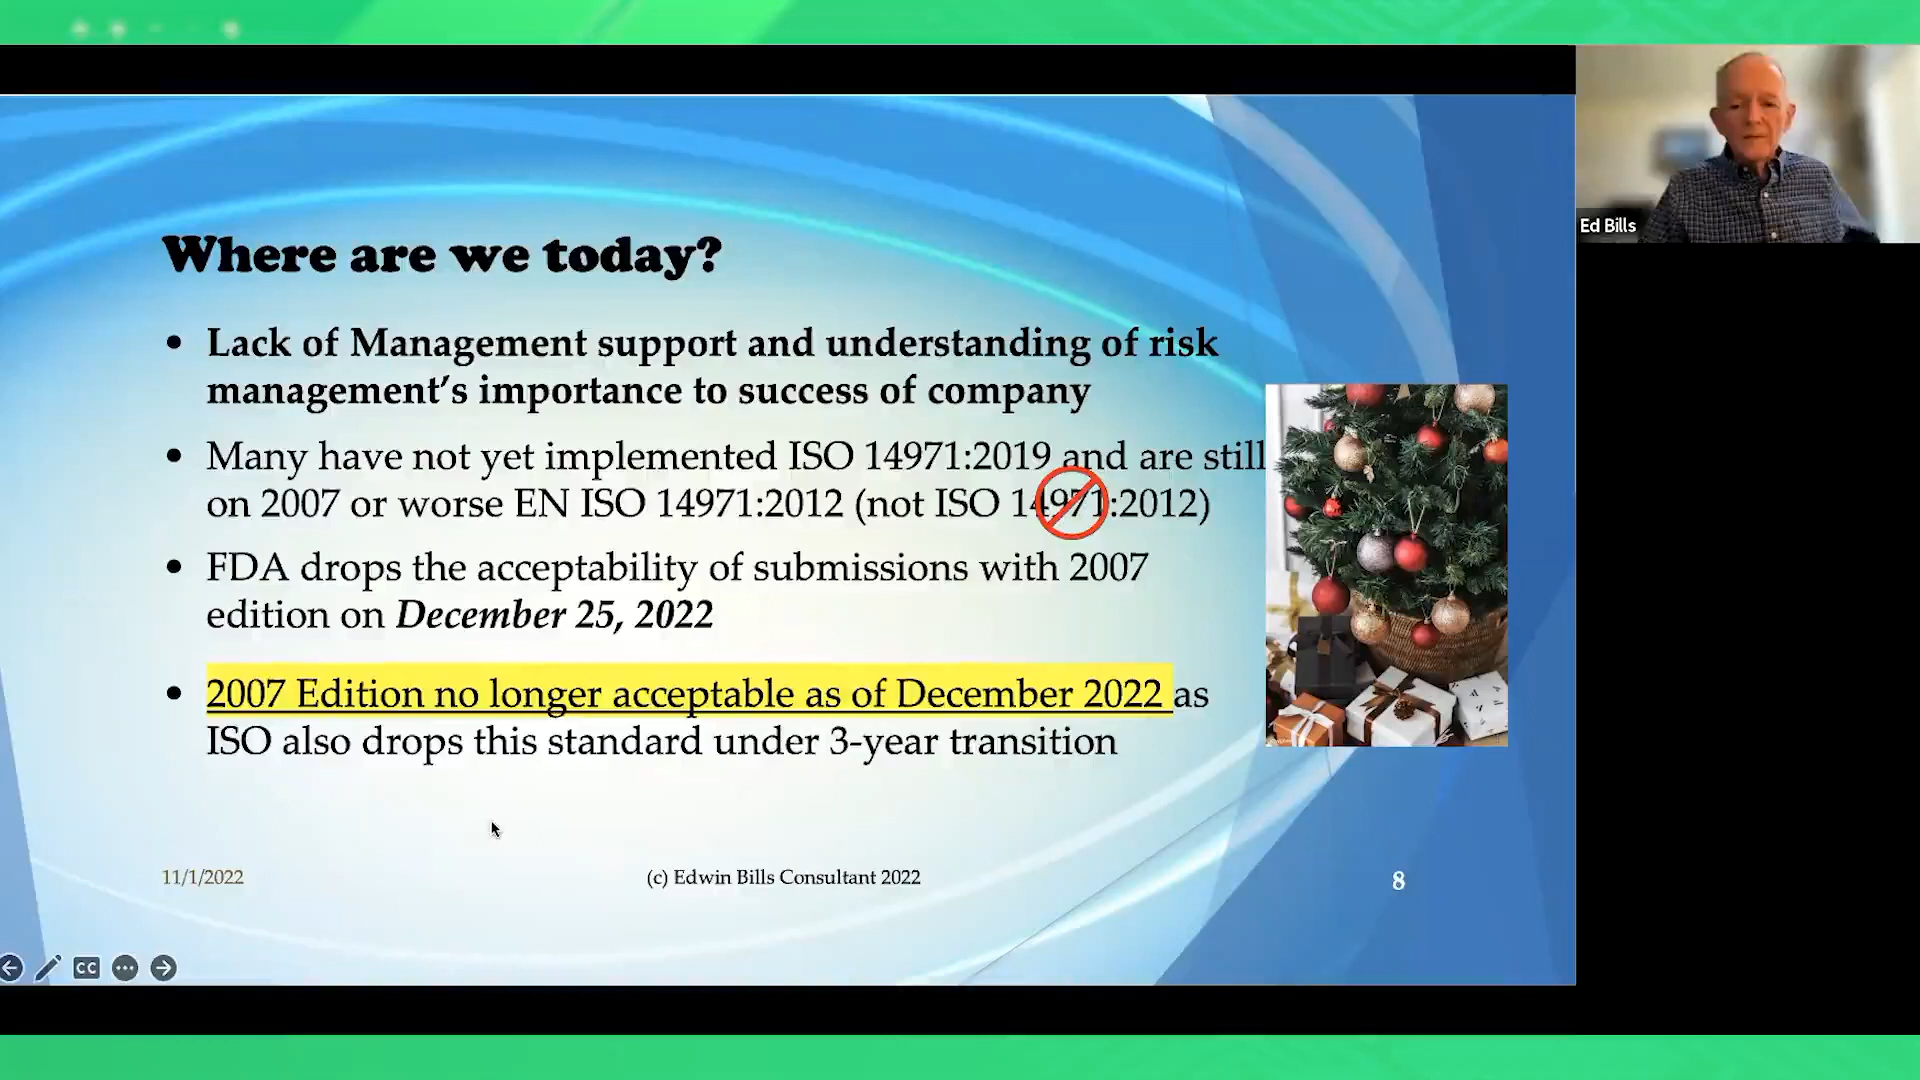 Ed Bills
Where are we today?
• Lack of Management support and understanding of risk
management’s importance to success of company
• Many have not yet implemented ISO 14971:2019 and are still
on 2007 or worse EN ISO 14971:2012 (not ISO 14971:2012)
• FDA drops the acceptability of submissions with 2007
edition on December 25, 2022
• 2007 Edition no longer acceptable as of December 2022 as
ISO also drops this standard under 3-year transition
11/1/2022
(c) Edwin Bills Consultant 2022
8
CC